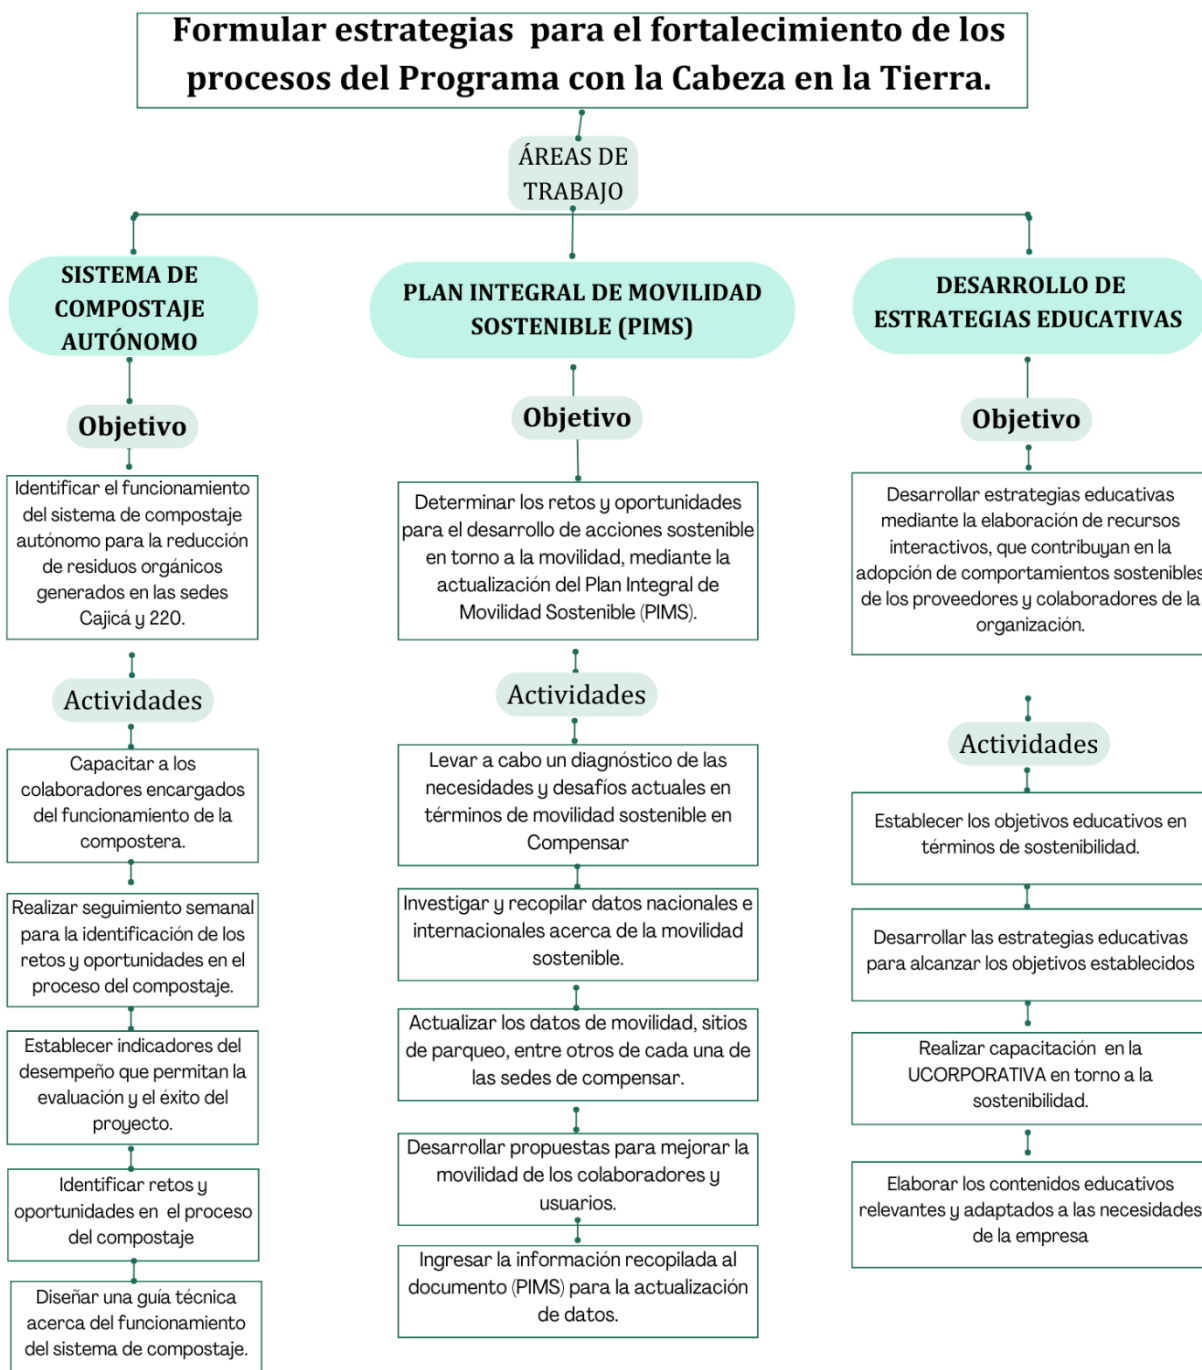 Formular estrategias para el fortalecimiento de los
procesos del Programa con la Cabeza en la Tierra.
ÁREAS DE
TRABAJO
SISTEMA DE
COMPOSTAJE
AUTÓNOMO
Objetivo
Identificar el funcionamiento
del sistema de compostaje
autónomo para la reducción
de residuos orgánicos
generados en las sedes
Cajicá y 220.
Actividades
Capacitar a los
colaboradores encargados
del funcionamiento de la
compostera.
Realizar seguimiento semanal
para la identificación de los
retos y oportunidades en el
proceso del compostaje.
Establecer indicadores del
desempeño que permitan la
evaluación y el éxito del
proyecto.
Identificar retos y
oportunidades en el proceso
del compostaje
Diseñar una guía técnica
acerca del funcionamiento
del sistema de compostaje.
PLAN INTEGRAL DE MOVILIDAD
SOSTENIBLE (PIMS)
Objetivo
Determinar los retos y oportunidades
para el desarrollo de acciones sostenible
en torno a la movilidad, mediante la
actualización del Plan Integral de
Movilidad Sostenible (PIMS).
Actividades
Levar a cabo un diagnóstico de las
necesidades y desafíos actuales en
términos de movilidad sostenible en
Compensar
Investigar y recopilar datos nacionales e
internacionales acerca de la movilidad
sostenible.
Actualizar los datos de movilidad, sitios
de parqueo, entre otros de cada una de
las sedes de compensar.
Desarrollar propuestas para mejorar la
movilidad de los colaboradores y
usuarios.
Ingresar la información recopilada al
documento (PIMS) para la actualización
de datos.
DESARROLLO DE
ESTRATEGIAS EDUCATIVAS
Objetivo
Desarrollar estrategias educativas
mediante la elaboración de recursos
interactivos, que contribuyan en la
adopción de comportamientos sostenibles
de los proveedores y colaboradores de la
organización.
Actividades
Establecer los objetivos educativos en
términos de sostenibilidad.
Desarrollar las estrategias educativas
para alcanzar los objetivos establecidos
Realizar capacitación en la
UCORPORATIVA en torno a la
sostenibilidad.
Elaborar los contenidos educativos
relevantes y adaptados a las necesidades
de la empresa